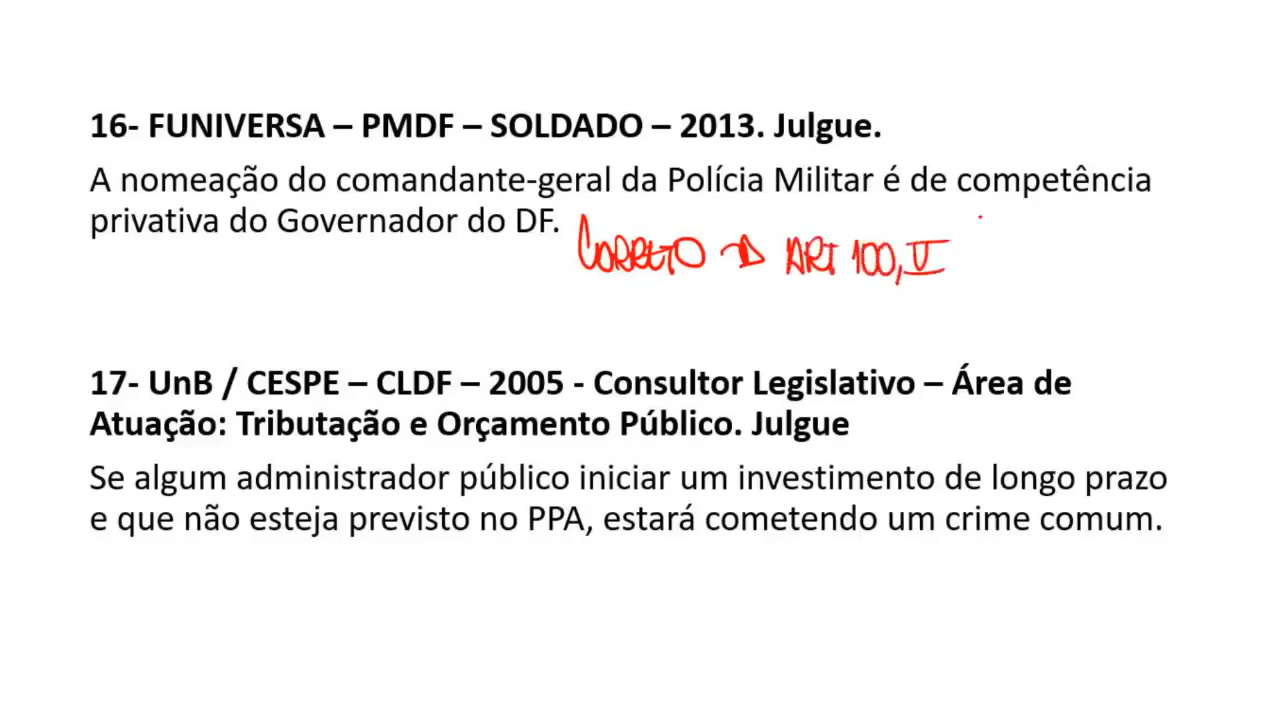 16- FUNIVERSA – PMDF – SOLDADO – 2013. Julgue.
A nomeação do comandante-geral da Polícia Militar é de competência
privativa do Governador do DF.
CORRETO → ART 100, V
17- UnB / CESPE – CLDF – 2005 - Consultor Legislativo – Área de
Atuação: Tributação e Orçamento Público. Julgue
Se algum administrador público iniciar um investimento de longo prazo
e que não esteja previsto no PPA, estará cometendo um crime comum.